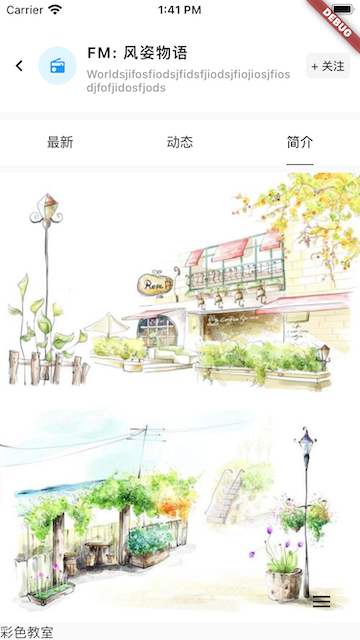 Carrier
1:41 PM
DEBUG
FM: 风姿物语
Worldsjifosfiodsjfidsfjiodsjfiojiosjfios
djfofjidosfjods
+ 关注
最新
动态
简介
Rose
彩色教室